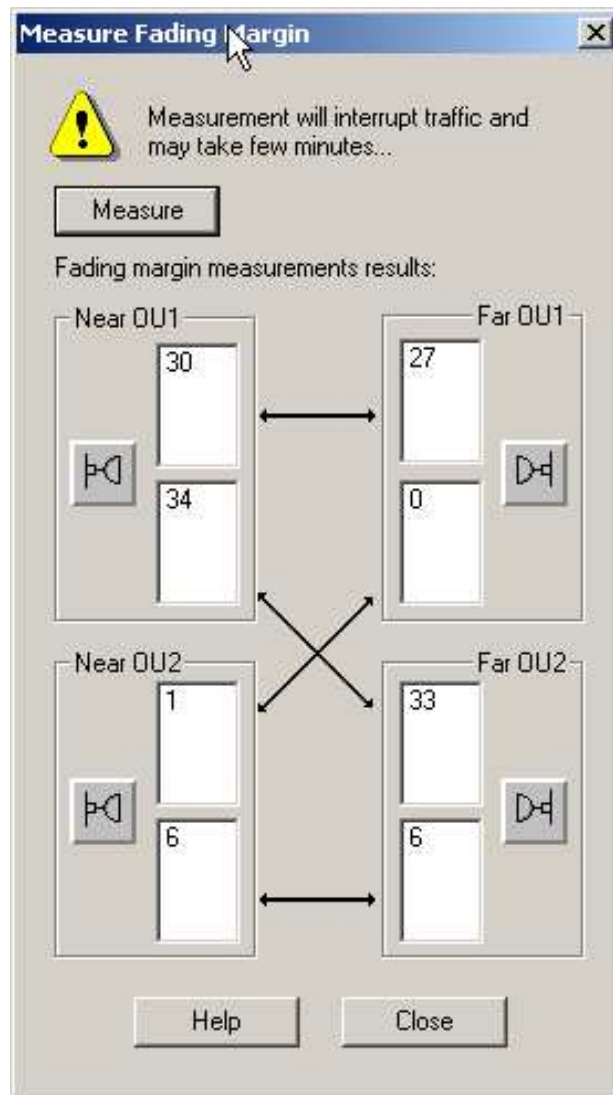 Measure Fading Margin
Measurement will interrupt traffic and
may take few minutes...
Measure
Fading margin measurements results:
Near OU1
Far OU1
30
27
34
0
Near OU2
Far OU2
1
33
6
6
Help
Close